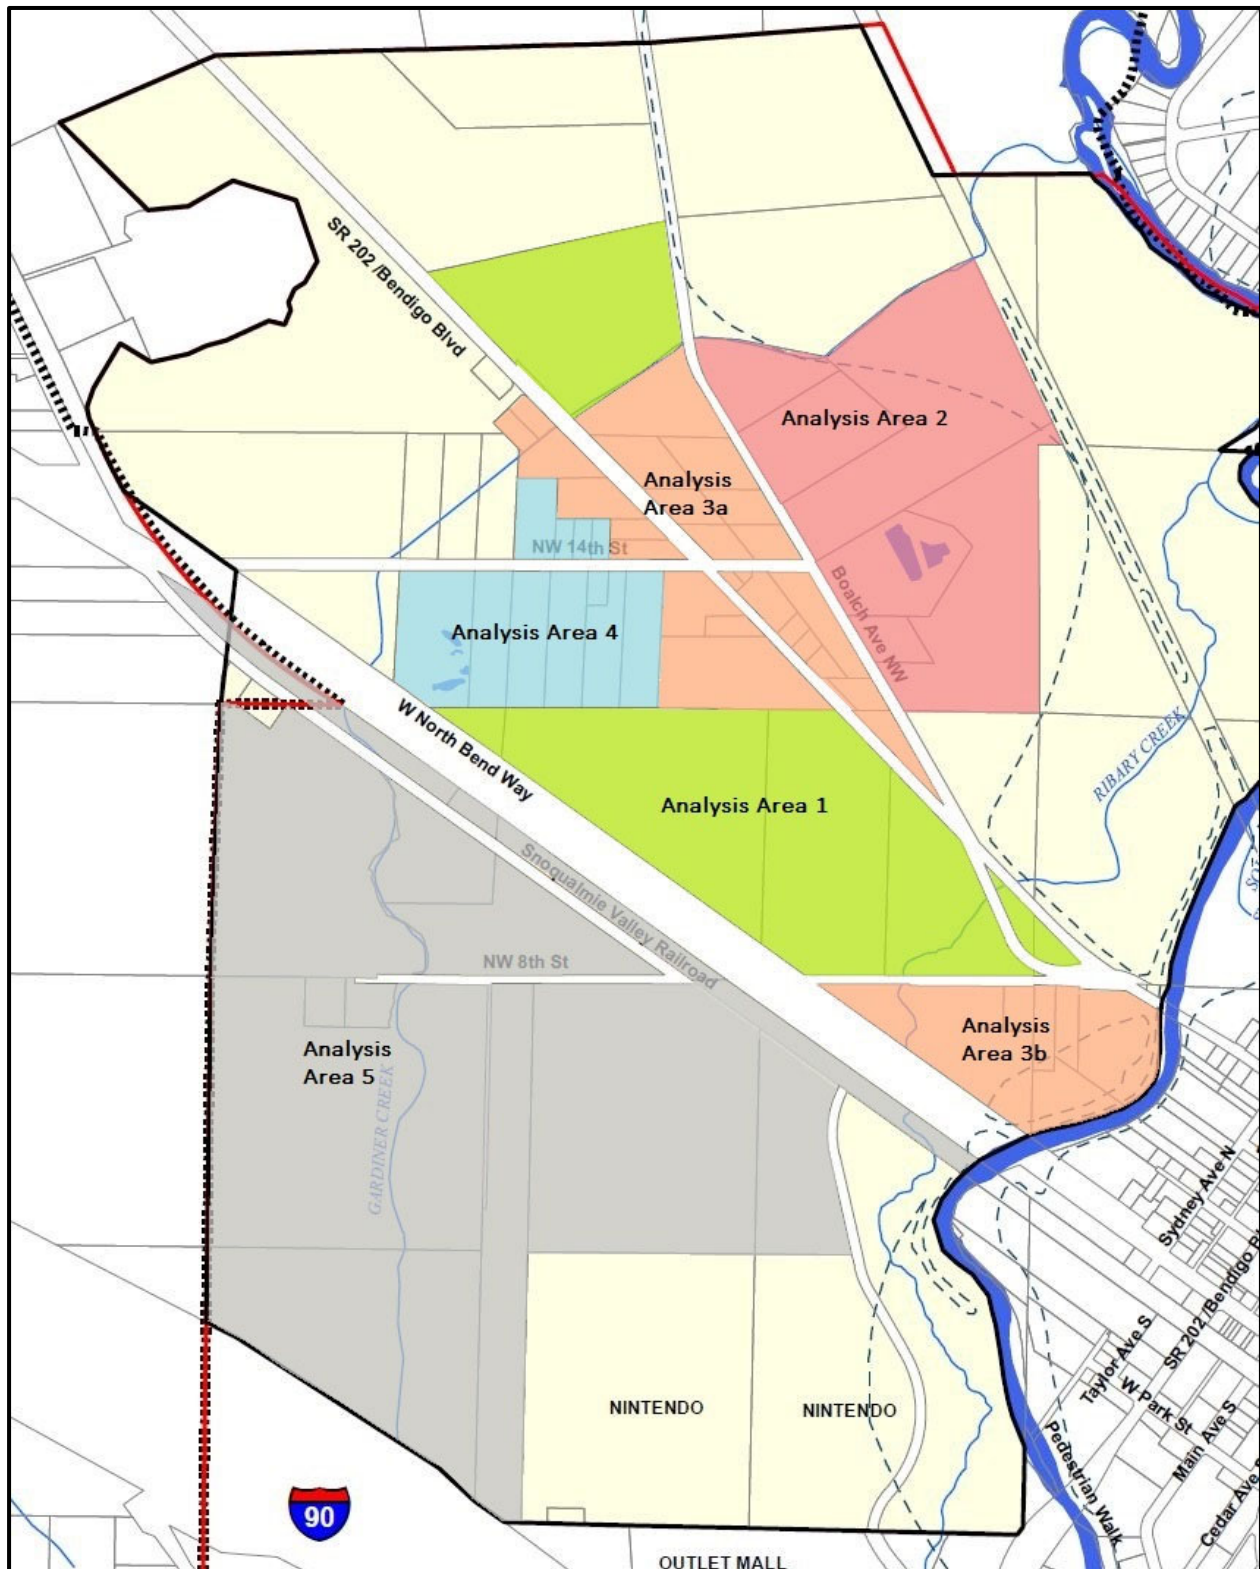 SR 202 /Bendigo Blvd
Analysis Area 2
Analysis
Area 3a
NW 14th St
Boalch Ave NW
Analysis Area 4
W North Bend Way
RIBARY CREEK
Analysis Area 1
Snoqualmie Valley Railroad
NW 8th St
Analysis
Area 3b
Analysis
Area 5
GARDINER CREEK
Sydney Ave N
SR 202 /Bendigo Bl
Taylor Ave S
W Park St
NINTENDO
NINTENDO
Main Ave S
Pedestrian Walk
Cedar Ave S
90
OUTLET MALL